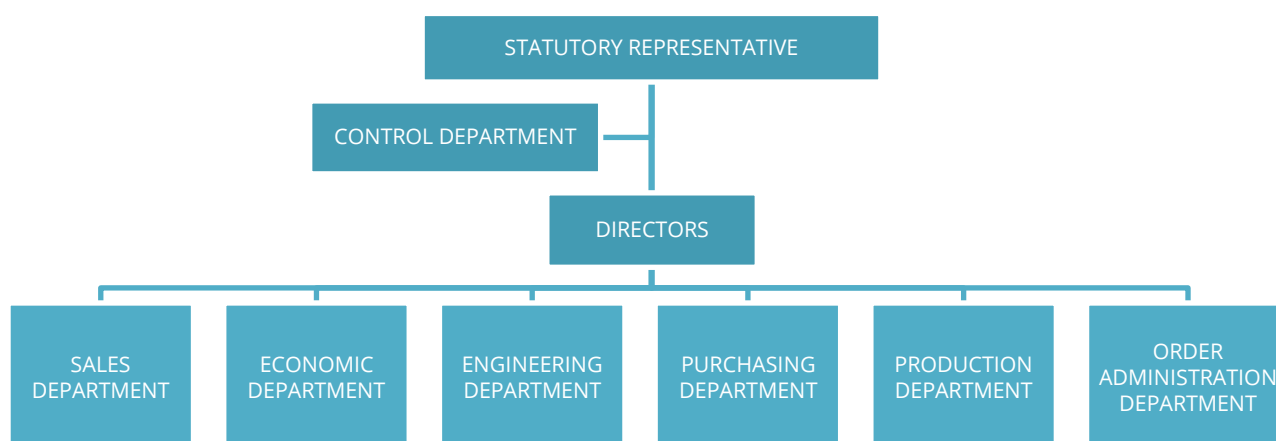 STATUTORY REPRESENTATIVE
CONTROL DEPARTMENT
DIRECTORS
SALES
DEPARTMENT
ECONOMIC
DEPARTMENT
ENGINEERING
DEPARTMENT
PURCHASING
DEPARTMENT
PRODUCTION
DEPARTMENT
ORDER
ADMINISTRATION
DEPARTMENT